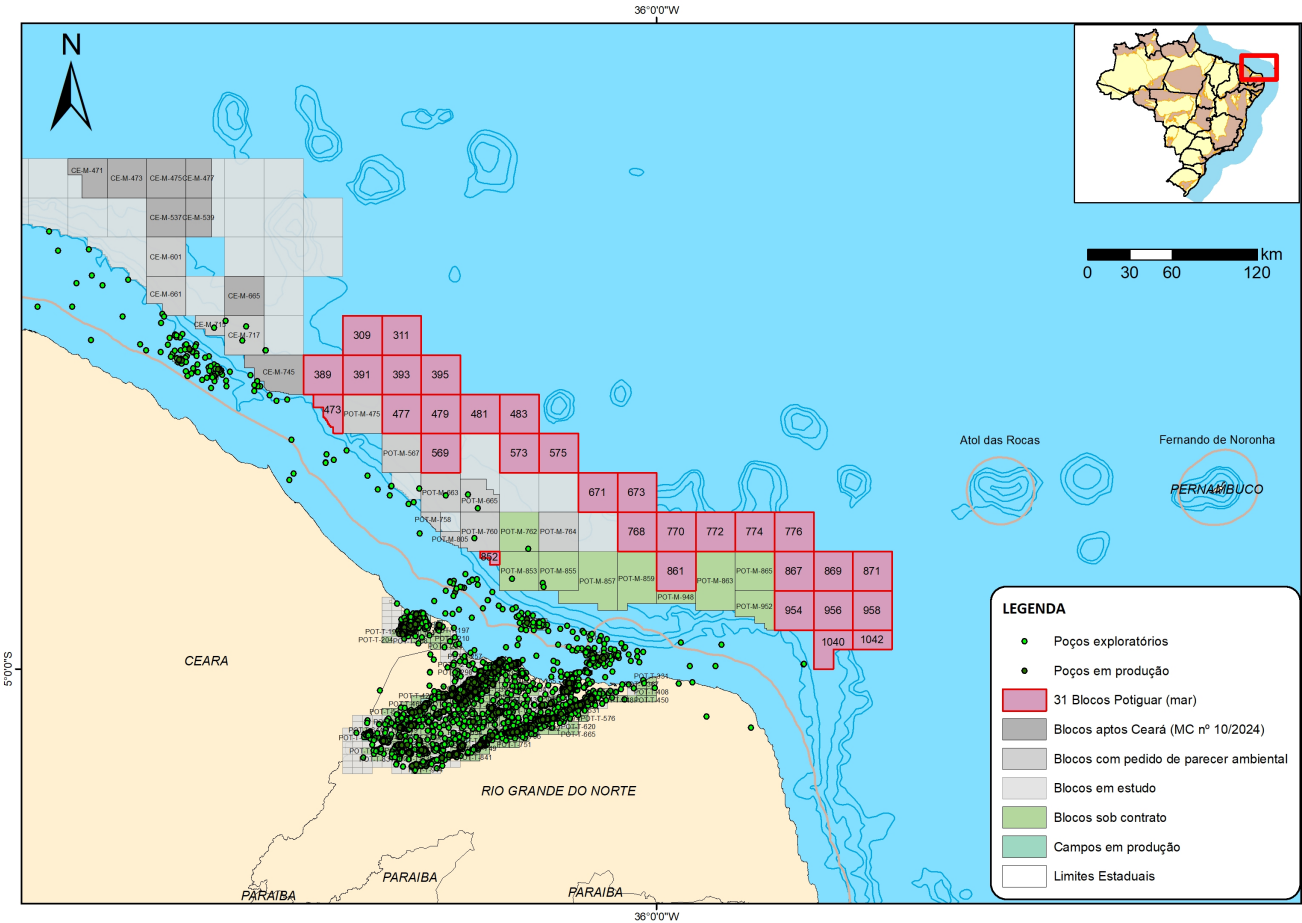 36°0'0"W
N
km
0 30 60 120
CE-M-471
CE-M-473
CE-M-475
CE-M-477
CE-M-537
CE-M-539
CE-M-601
CE-M-661
CE-M-665
CE-M-717
CE-M-745
309
311
389
391
393
395
473
POT-M-475
477
479
481
483
POT-M-567
569
573
575
Atol das Rocas
Fernando de Noronha
PERNAMBUCO
POT-M-663
POT-M-665
671
673
POT-M-758
POT-M-760
POT-M-762
POT-M-764
768
770
772
774
776
POT-M-805
852
POT-M-853
POT-M-855
POT-M-857
POT-M-859
861
POT-M-863
POT-M-865
867
869
871
POT-M-948
POT-M-952
954
956
958
1040
1042
5°0'0"S
CEARA
RIO GRANDE DO NORTE
PARAIBA
PARAIBA
PARAIBA
POT-T-576
POT-T-620
POT-T-665
LEGENDA
Poços exploratórios
Poços em produção
31 Blocos Potiguar (mar)
Blocos aptos Ceará (MC nº 10/2024)
Blocos com pedido de parecer ambiental
Blocos em estudo
Blocos sob contrato
Campos em produção
Limites Estaduais
36°0'0"W